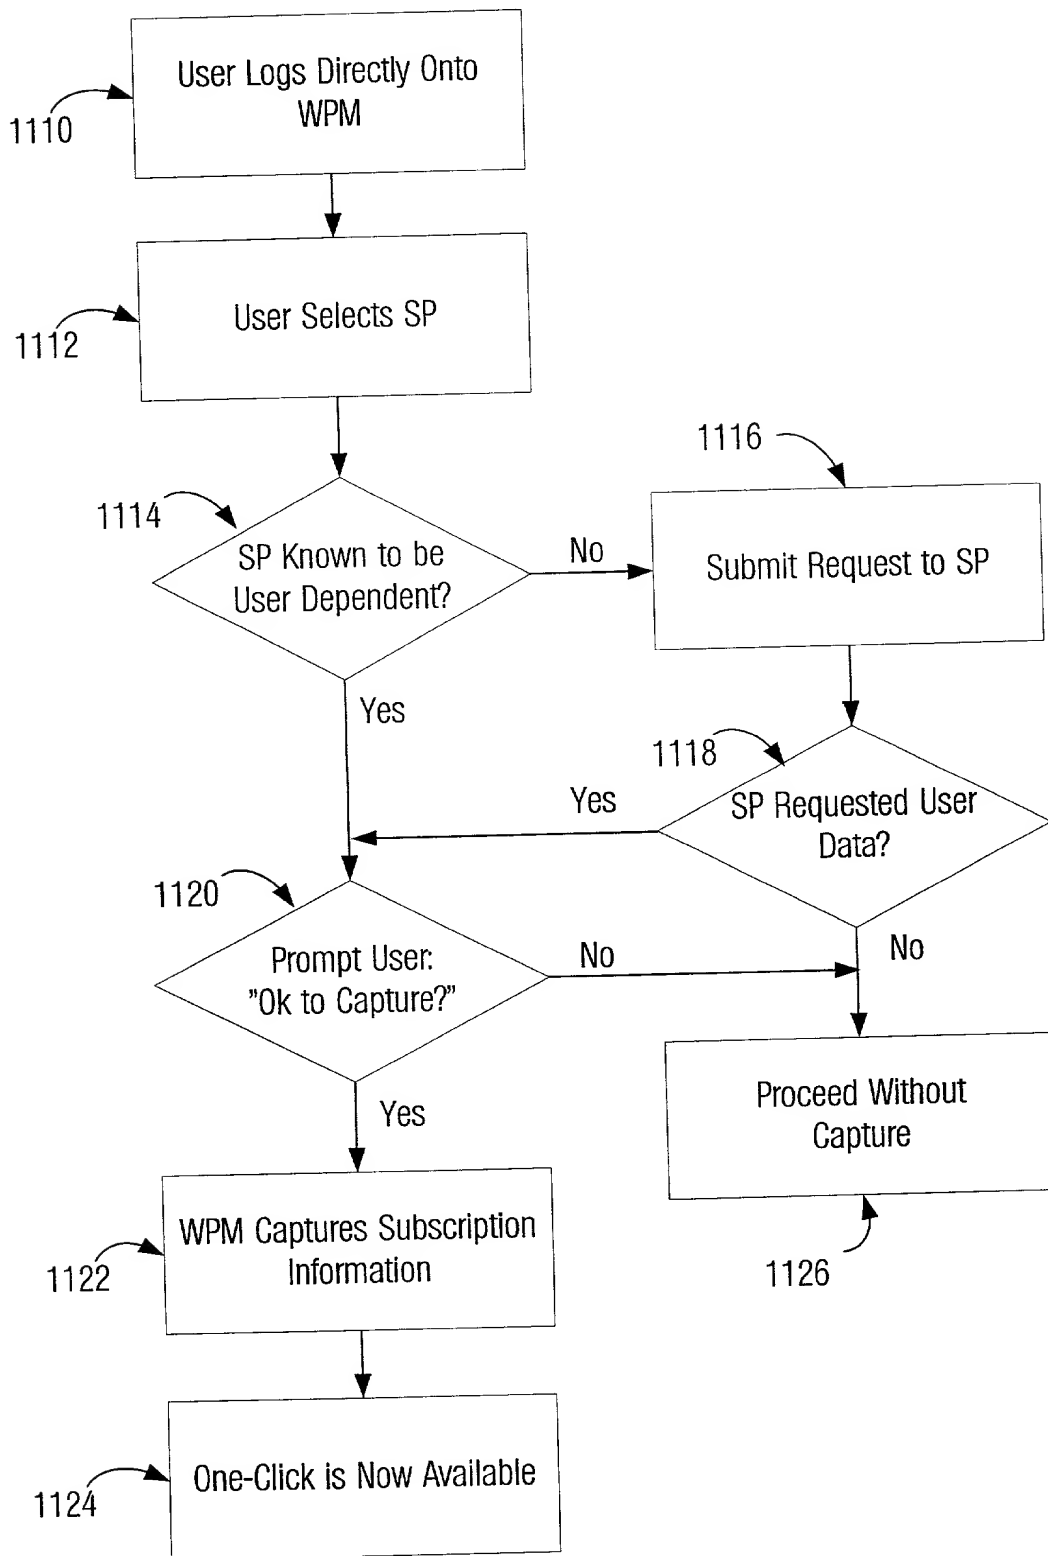 User Logs Directly Onto
WPM
1110
User Selects SP
1112
1116
1114
SP Known to be
User Dependent?
No
Submit Request to SP
Yes
1118
SP Requested User
Data?
Yes
1120
Prompt User:
"Ok to Capture?"
No
No
Proceed Without
Capture
Yes
1126
WPM Captures Subscription
Information
1122
One-Click is Now Available
1124